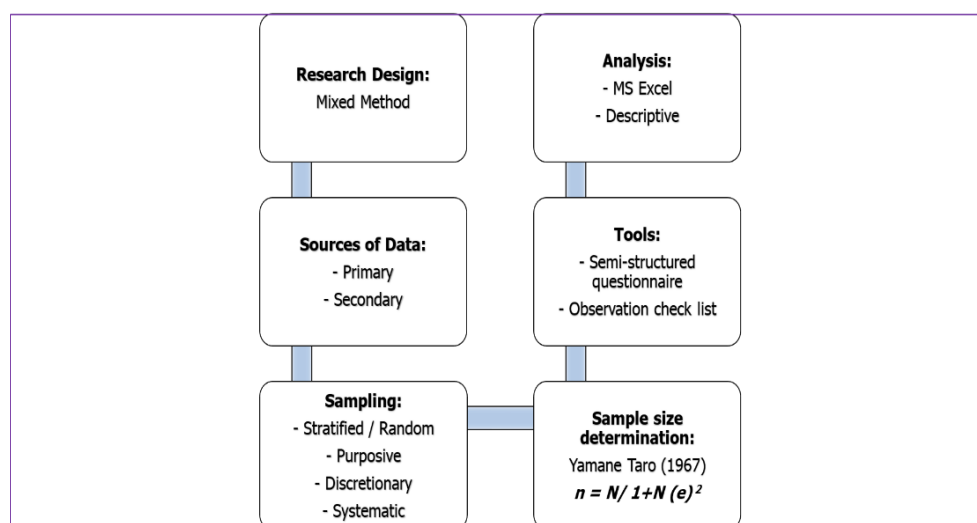 Research Design:
Mixed Method
Sources of Data:
- Primary
- Secondary
Sampling:
- Stratified / Random
- Purposive
- Discretionary
- Systematic
Sample size
determination:
Yamane Taro (1967)
n = N/ 1+N (e)²
Tools:
- Semi-structured
questionnaire
- Observation check list
Analysis:
- MS Excel
- Descriptive